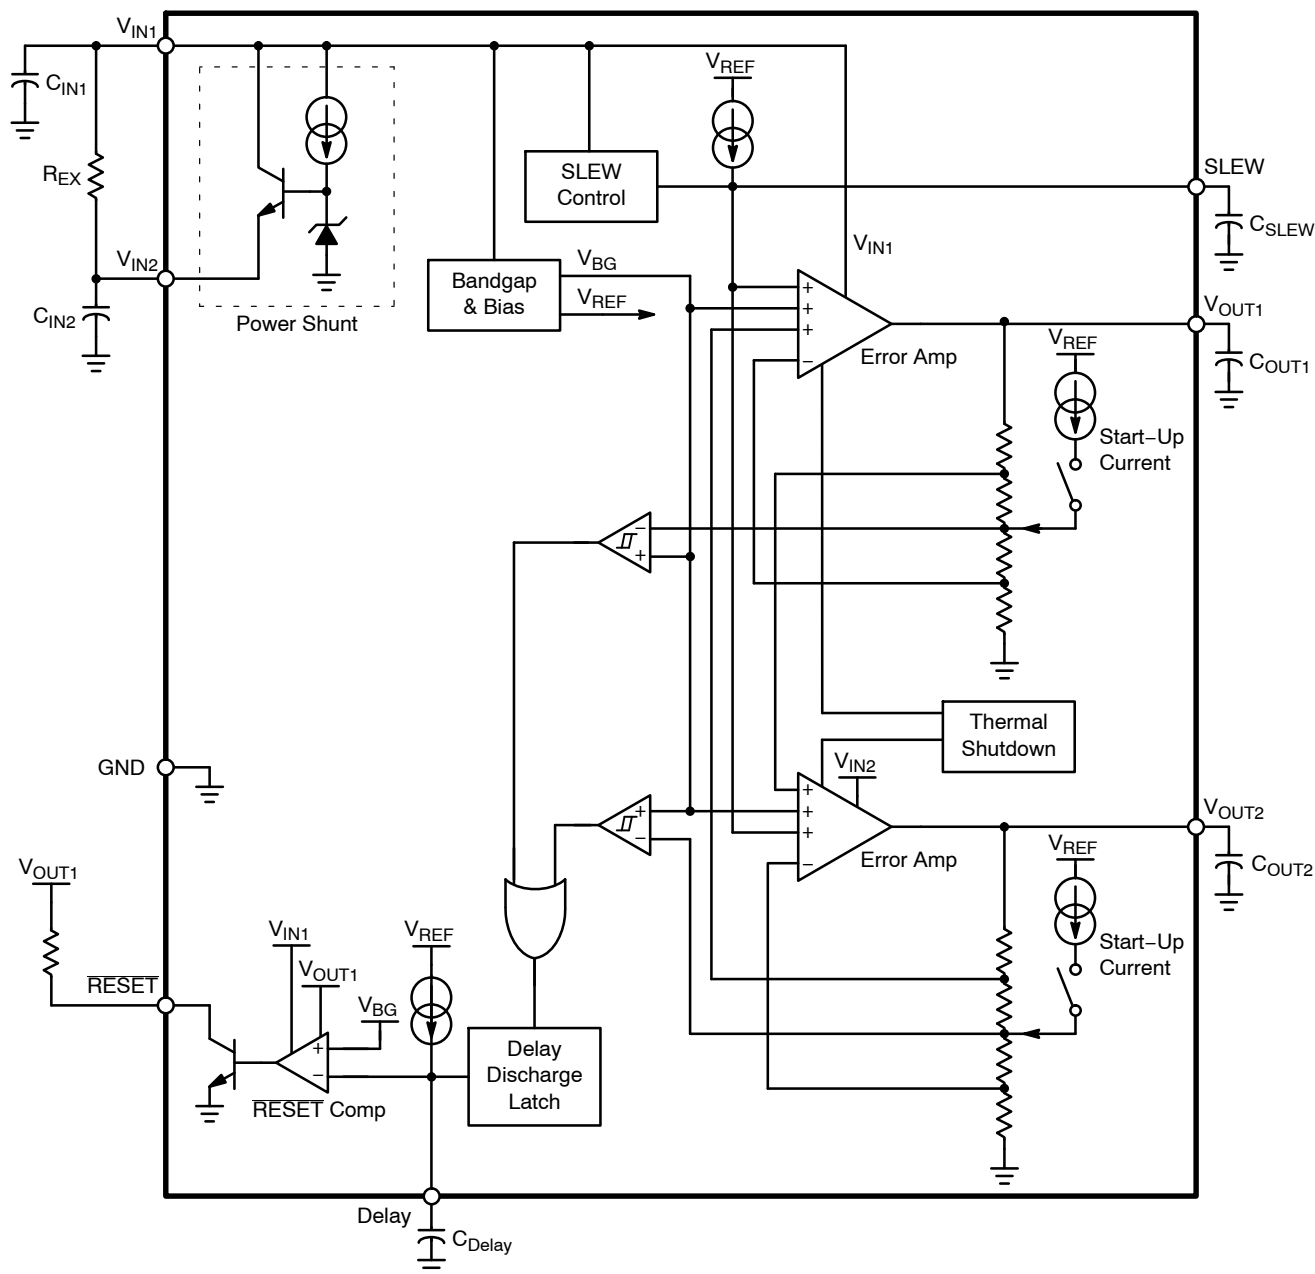 VIN1
CIN1
VREF
REX
SLEW
Control
SLEW
CSLEW
VIN2
CIN2
Power Shunt
Bandgap
& Bias
VBG
VREF
VIN1
+
+
+
−
Error Amp
VOUT1
COUT1
VREF
Start−Up
Current
−
+
Thermal
Shutdown
GND
VIN2
+
+
+
−
Error Amp
VOUT2
COUT2
+
−
VREF
Start−Up
Current
VOUT1
RESET
VIN1
VOUT1
VBG
VREF
+
−
RESET Comp
Delay
Discharge
Latch
Delay
CDelay